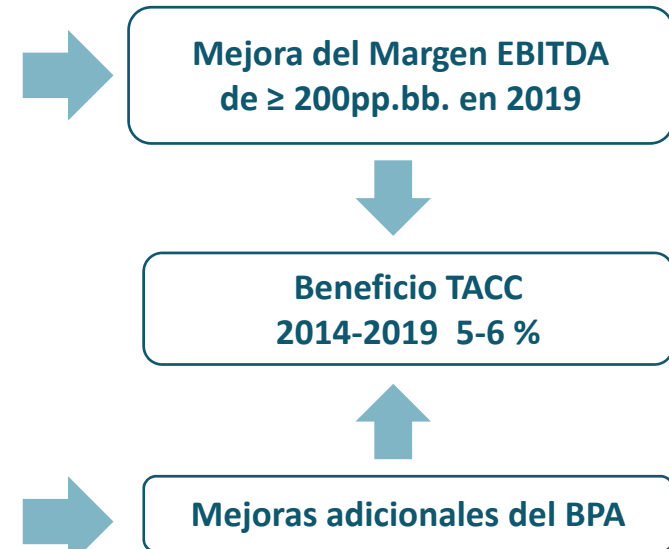 Mejora del Margen EBITDA
de ≥ 200pp.bb. en 2019
Beneficio TACC
2014-2019 5-6 %
Mejoras adicionales del BPA